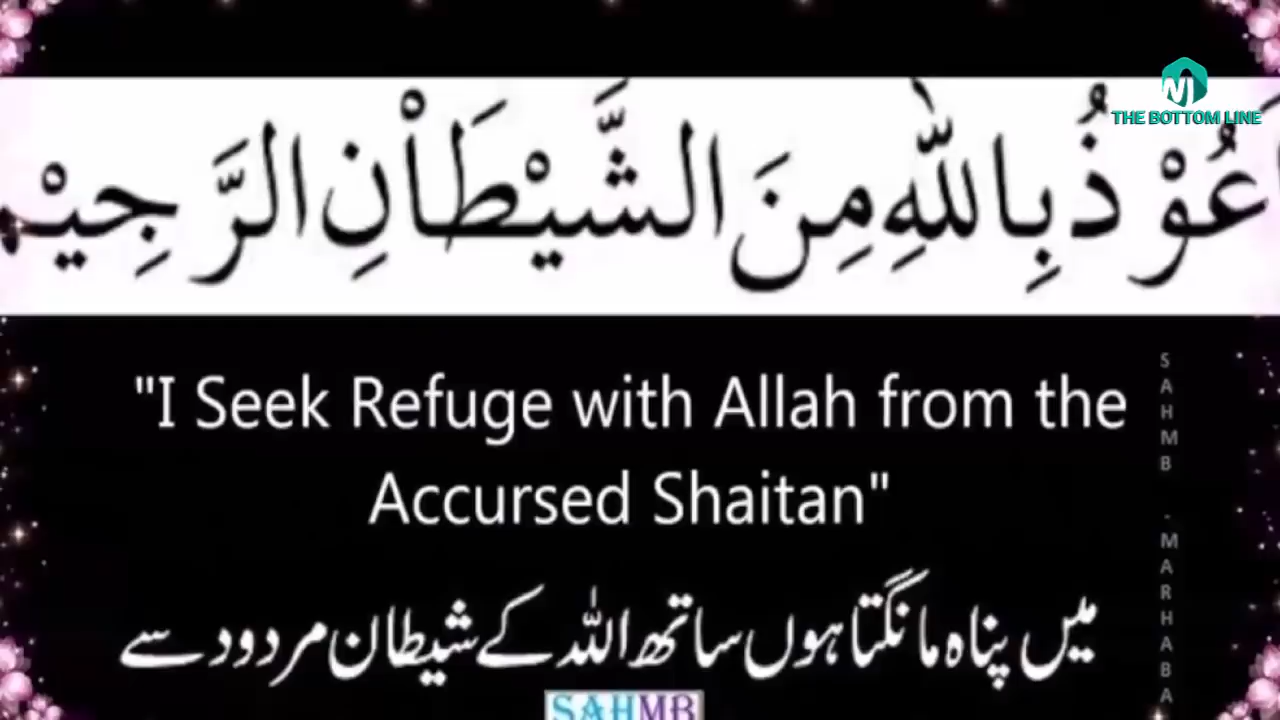 عُوْذُ بِاللّٰهِ مِنَ الشَّيْطَاْنِ الرَّجِيْم
THE BOTTOM LINE
"I Seek Refuge with Allah from the
Accursed Shaitan"
میں پناہ مانگتا ہوں ساتھ اللہ کے شیطان مردود سے
SAHMB - MARHABA
SAHMB